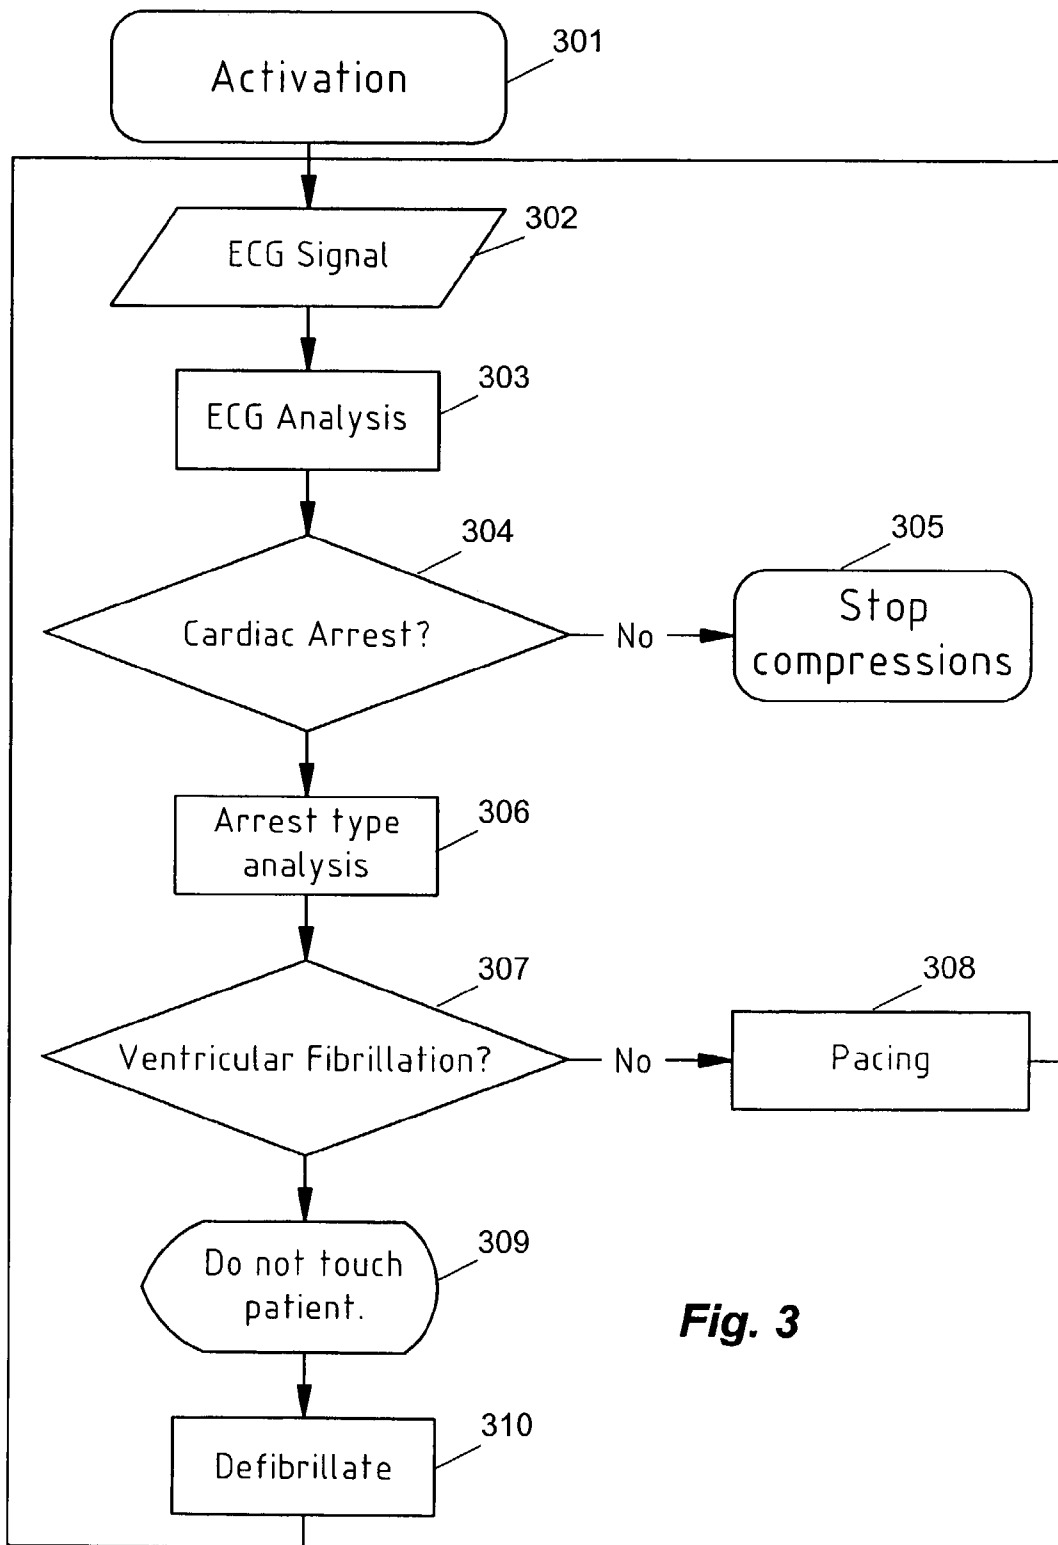 Activation
301
ECG Signal
302
ECG Analysis
303
Cardiac Arrest?
304
No
Stop
compressions
305
Arrest type
analysis
306
Ventricular Fibrillation?
307
No
Pacing
308
Do not touch
patient.
309
Fig. 3
Defibrillate
310